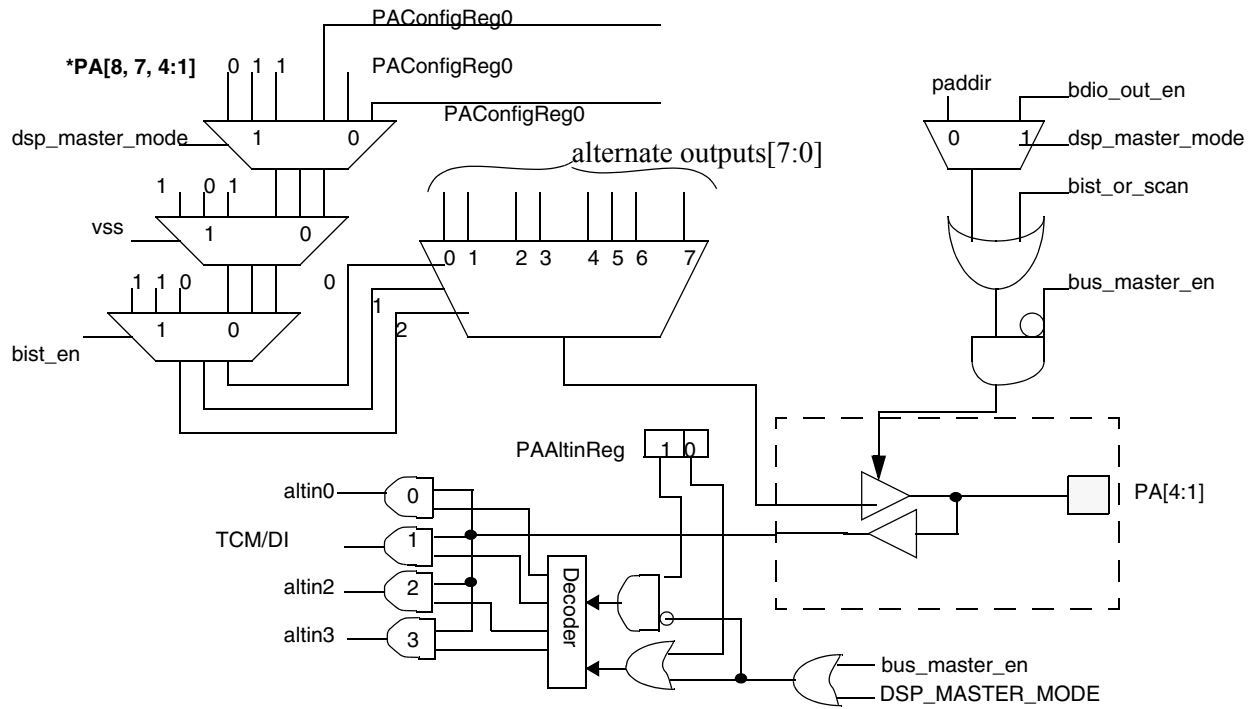 PAConfigReg0
*PA[8, 7, 4:1] 0 1 1 PAConfigReg0
PAConfigReg0
dsp_master_mode 1 0
alternate outputs[7:0]
paddir
bdio_out_en
0 1 dsp_master_mode
bist_or_scan
1 0 1
vss 1 0
0 1 2 3 4 5 6 7
bus_master_en
1 1 0 0
1
1 0 2
bist_en
PAAltinReg 1 0
altin0 0
PA[4:1]
TCM/DI 1
altin2 2
altin3 3
Decoder
bus_master_en
DSP_MASTER_MODE